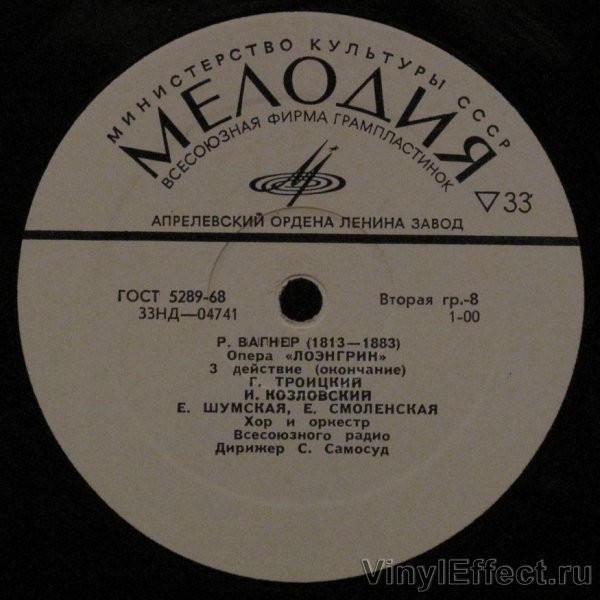 МИНИСТЕРСТВО КУЛЬТУРЫ СССР
МЕЛОДИЯ
ВСЕСОЮЗНАЯ ФИРМА ГРАМПЛАСТИНОК
▽33
АПРЕЛЕВСКИЙ ОРДЕНА ЛЕНИНА ЗАВОД
ГОСТ 5289-68
33НД—04741
Вторая гр.-8
1-00
Р. ВАГНЕР (1813—1883)
Опера «ЛОЭНГРИН»
3 действие (окончание)
Г. ТРОИЦКИЙ
И. КОЗЛОВСКИЙ
Е. ШУМСКАЯ, Е. СМОЛЕНСКАЯ
Хор и оркестр
Всесоюзного радио
Дирижер С. Самосуд
VinylEffect.ru